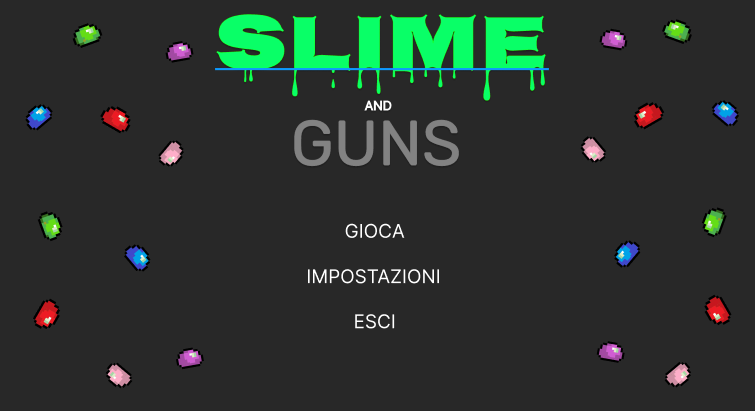 SLIME
AND
GUNS
GIOCA
IMPOSTAZIONI
ESCI